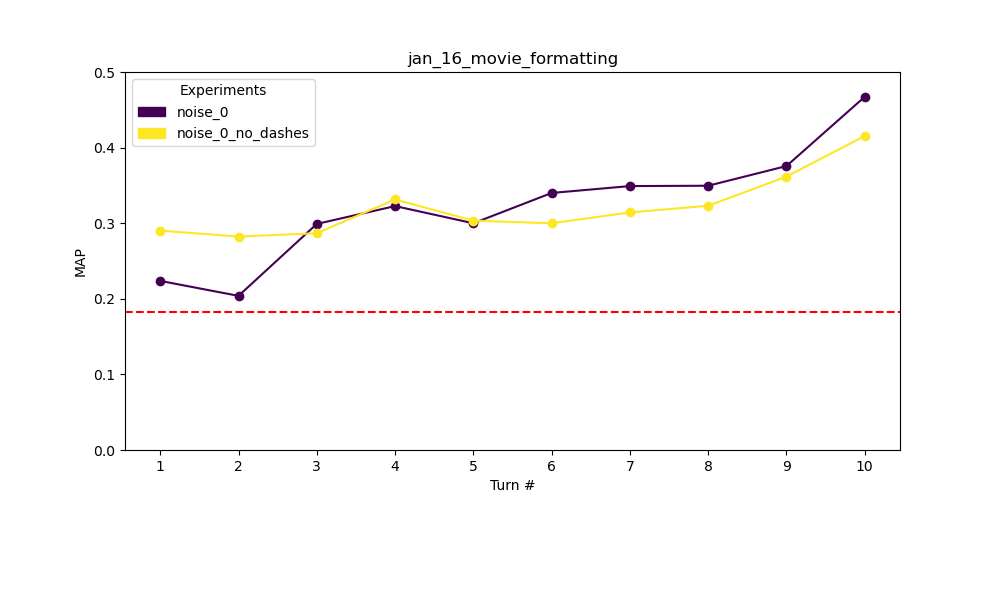 jan_16_movie_formatting
0.5
0.4
0.3
0.2
0.1
0.0
MAP
Experiments
noise_0
noise_0_no_dashes
1 2 3 4 5 6 7 8 9 10
Turn #